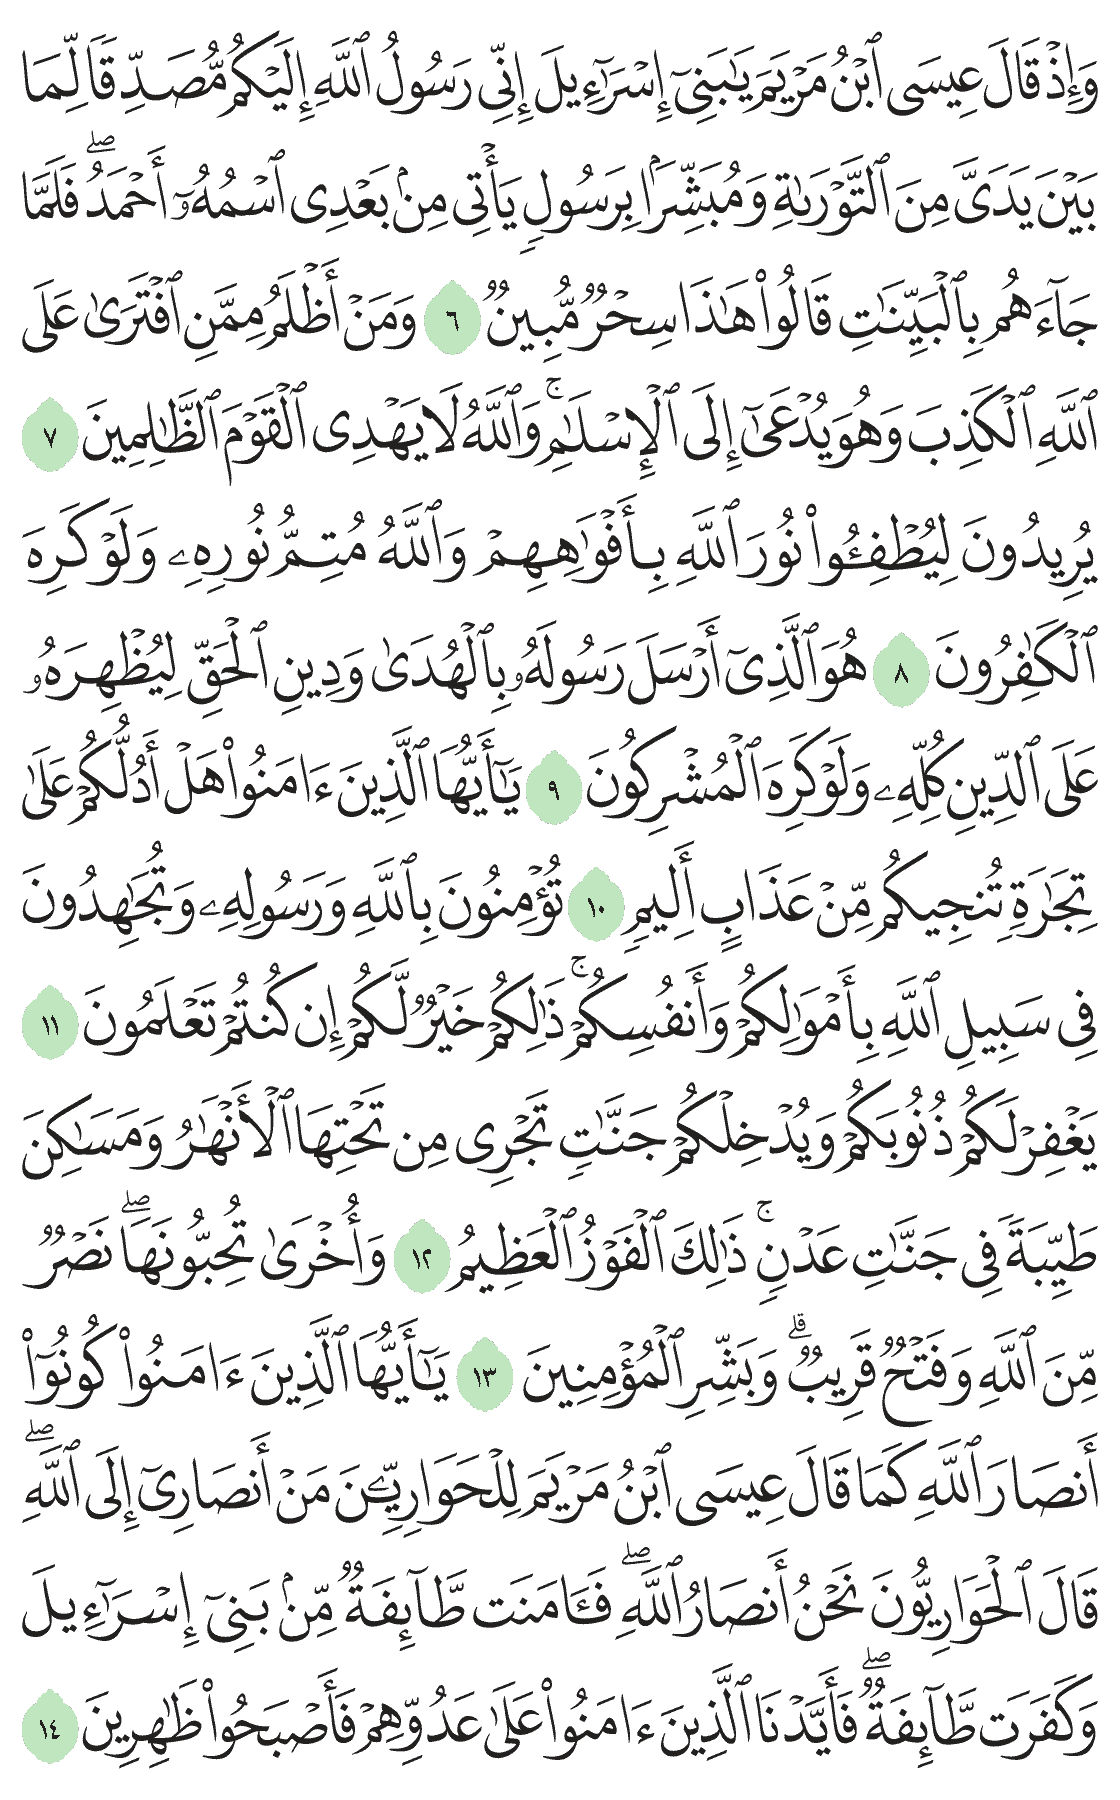 وَإِذۡ قَالَ عِيسَى ٱبۡنُ مَرۡيَمَ يَٰبَنِيٓ إِسۡرَٰٓءِيلَ إِنِّي رَسُولُ ٱللَّهِ إِلَيۡكُم مُّصَدِّقٗا لِّمَا
بَيۡنَ يَدَيَّ مِنَ ٱلتَّوۡرَىٰةِ وَمُبَشِّرَۢا بِرَسُولٖ يَأۡتِي مِنۢ بَعۡدِي ٱسۡمُهُۥٓ أَحۡمَدُۖ فَلَمَّا
جَآءَهُم بِٱلۡبَيِّنَٰتِ قَالُواْ هَٰذَا سِحۡرٞ مُّبِينٞ ٦ وَمَنۡ أَظۡلَمُ مِمَّنِ ٱفۡتَرَىٰ عَلَى
ٱللَّهِ ٱلۡكَذِبَ وَهُوَ يُدۡعَىٰٓ إِلَى ٱلۡإِسۡلَٰمِۚ وَٱللَّهُ لَا يَهۡدِي ٱلۡقَوۡمَ ٱلظَّٰلِمِينَ ٧
يُرِيدُونَ لِيُطۡفِـُٔواْ نُورَ ٱللَّهِ بِأَفۡوَٰهِهِمۡ وَٱللَّهُ مُتِمُّ نُورِهِۦ وَلَوۡ كَرِهَ
ٱلۡكَٰفِرُونَ ٨ هُوَ ٱلَّذِيٓ أَرۡسَلَ رَسُولَهُۥ بِٱلۡهُدَىٰ وَدِينِ ٱلۡحَقِّ لِيُظۡهِرَهُۥ
عَلَى ٱلدِّينِ كُلِّهِۦ وَلَوۡ كَرِهَ ٱلۡمُشۡرِكُونَ ٩ يَٰٓأَيُّهَا ٱلَّذِينَ ءَامَنُواْ هَلۡ أَدُلُّكُمۡ عَلَىٰ
تِجَٰرَةٖ تُنجِيكُم مِّنۡ عَذَابٍ أَلِيمٖ ١٠ تُؤۡمِنُونَ بِٱللَّهِ وَرَسُولِهِۦ وَتُجَٰهِدُونَ
فِي سَبِيلِ ٱللَّهِ بِأَمۡوَٰلِكُمۡ وَأَنفُسِكُمۡۚ ذَٰلِكُمۡ خَيۡرٞ لَّكُمۡ إِن كُنتُمۡ تَعۡلَمُونَ ١١
يَغۡفِرۡ لَكُمۡ ذُنُوبَكُمۡ وَيُدۡخِلۡكُمۡ جَنَّٰتٖ تَجۡرِي مِن تَحۡتِهَا ٱلۡأَنۡهَٰرُ وَمَسَٰكِنَ
طَيِّبَةٗ فِي جَنَّٰتِ عَدۡنٖۚ ذَٰلِكَ ٱلۡفَوۡزُ ٱلۡعَظِيمُ ١٢ وَأُخۡرَىٰ تُحِبُّونَهَاۖ نَصۡرٞ
مِّنَ ٱللَّهِ وَفَتۡحٞ قَرِيبٞۗ وَبَشِّرِ ٱلۡمُؤۡمِنِينَ ١٣ يَٰٓأَيُّهَا ٱلَّذِينَ ءَامَنُواْ كُونُوٓاْ
أَنصَارَ ٱللَّهِ كَمَا قَالَ عِيسَى ٱبۡنُ مَرۡيَمَ لِلۡحَوَارِيِّـۧنَ مَنۡ أَنصَارِيٓ إِلَى ٱللَّهِۖ
قَالَ ٱلۡحَوَارِيُّونَ نَحۡنُ أَنصَارُ ٱللَّهِۖ فَـَٔامَنَت طَّآئِفَةٞ مِّنۢ بَنِيٓ إِسۡرَٰٓءِيلَ
وَكَفَرَت طَّآئِفَةٞۖ فَأَيَّدۡنَا ٱلَّذِينَ ءَامَنُواْ عَلَىٰ عَدُوِّهِمۡ فَأَصۡبَحُواْ ظَٰهِرِينَ ١٤